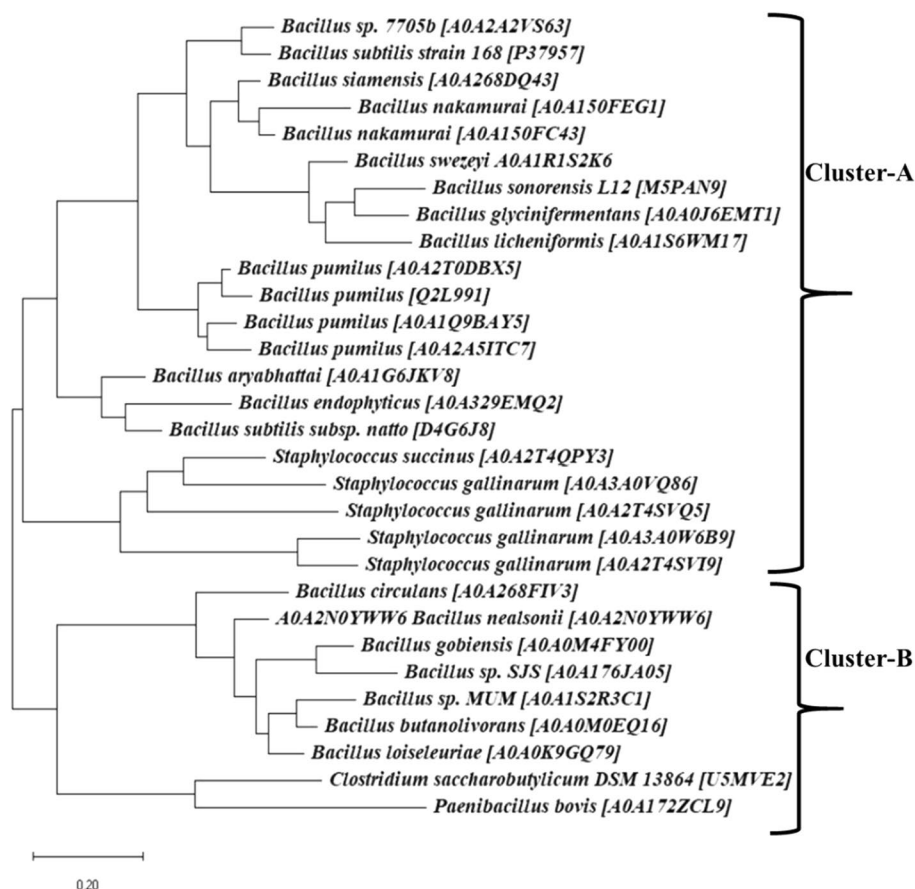 Bacillus sp. 7705b [A0A2A2VS63]
Bacillus subtilis strain 168 [P37957]
Bacillus siamensis [A0A268DQ43]
Bacillus nakamurai [A0A150FEG1]
Bacillus nakamurai [A0A150FC43]
Bacillus swezeyi A0A1R1S2K6
Cluster-A
Bacillus sonorensis L12 [M5PAN9]
Bacillus glycinifermentans [A0A0J6EMT1]
Bacillus licheniformis [A0A1S6WM17]
Bacillus pumilus [A0A2T0DBX5]
Bacillus pumilus [Q2L991]
Bacillus pumilus [A0A1Q9BAY5]
Bacillus pumilus [A0A2A5ITC7]
Bacillus aryabhattai [A0A1G6JKV8]
Bacillus endophyticus [A0A329EMQ2]
Bacillus subtilis subsp. natto [D4G6J8]
Staphylococcus succinus [A0A2T4QPY3]
Staphylococcus gallinarum [A0A3A0VQ86]
Staphylococcus gallinarum [A0A2T4SVQ5]
Staphylococcus gallinarum [A0A3A0W6B9]
Staphylococcus gallinarum [A0A2T4SVI9]
Bacillus circulans [A0A268FIV3]
A0A2N0YWW6 Bacillus nealsonii [A0A2N0YWW6]
Bacillus gobiensis [A0A0M4FY00]
Cluster-B
Bacillus sp. SJS [A0A176JA05]
Bacillus sp. MUM [A0A1S2R3C1]
Bacillus butanolivorans [A0A0M0EQ16]
Bacillus loiseleuriae [A0A0K9GQ79]
Clostridium saccharobutylicum DSM 13864 [U5MVE2]
Paenibacillus bovis [A0A172ZCL9]
0.20